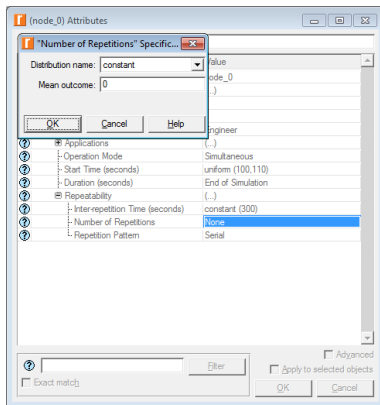 (node_0) Attributes
"Number of Repetitions" Specific...
Distribution name: constant
Mean outcome: 0
OK Cancel Help
Value
ode_0
..)
ngineer
Applications (...)
Operation Mode Simultaneous
Start Time (seconds) uniform (100,110)
Duration (seconds) End of Simulation
Repeatability (...)
Inter-repetition Time (seconds) constant (300)
Number of Repetitions None
Repetition Pattern Serial
Advanced
Filter
Apply to selected objects
Exact match
OK Cancel